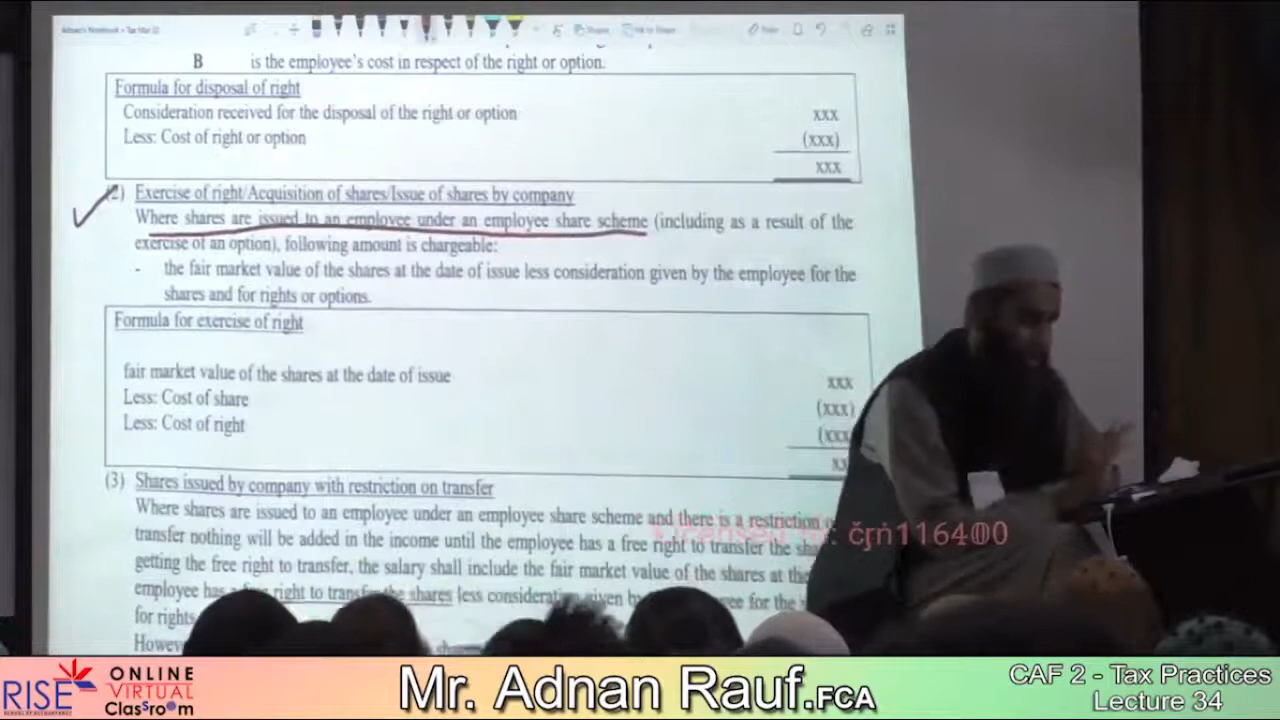 B is the employee's cost in respect of the right or option.
Formula for disposal of right
Consideration received for the disposal of the right or option xxx
Less: Cost of right or option (xxx)
xxx
(2) Exercise of right/Acquisition of shares/Issue of shares by company
Where shares are issued to an employee under an employee share scheme (including as a result of the
exercise of an option), following amount is chargeable:
- the fair market value of the shares at the date of issue less consideration given by the employee for the
shares and for rights or options.
Formula for exercise of right
fair market value of the shares at the date of issue xxx
Less: Cost of share (xxx)
Less: Cost of right (xxx
xx
(3) Shares issued by company with restriction on transfer
Where shares are issued to an employee under an employee share scheme and there is a restriction
transfer nothing will be added in the income until the employee has a free right to transfer the sha
getting the free right to transfer, the salary shall include the fair market value of the shares at the
employee has a free right to transfer the shares less consideration given by ee for the
for rights
Howev
RISE ONLINE
VIRTUAL
Classroom
Mr. Adnan Rauf.FCA
CAF 2 - Tax Practices
Lecture 34